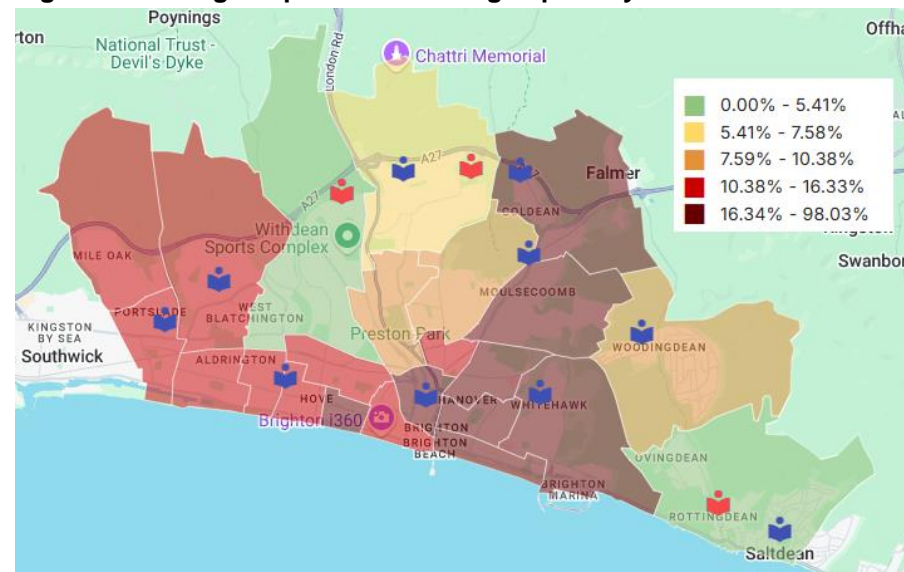 Poynings
rton
National Trust -
Devil's Dyke
London Rd
Chattri Memorial
Offha
0.00% - 5.41%
5.41% - 7.58%
7.59% - 10.38%
10.38% - 16.33%
16.34% - 98.03%
A27
Falmer
A27
COLDEAN
Withdean
Sports Complex
Swanbor
MILE OAK
MOULSECOOMB
PORTSLADE
WEST
BLATCHINGTON
KINGSTON
BY SEA
Southwick
Preston Park
WOODINGDEAN
ALDRINGTON
HOVE
HANOVER
WHITEHAWK
Brighton i360
BRIGHTON
BRIGHTON
BEACH
OVINGDEAN
BRIGHTON
MARINA
ROTTINGDEAN
Saltdean